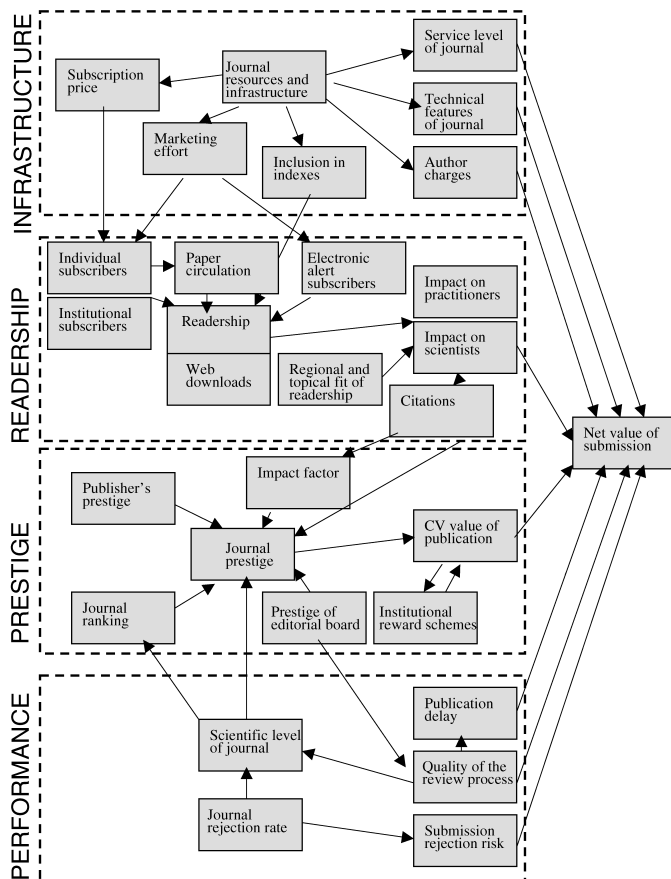 INFRASTRUCTURE
Service level
of journal
Subscription
price
Journal
resources and
infrastructure
Technical
features
of journal
Marketing
effort
Inclusion in
indexes
Author
charges
READERSHIP
Individual
subscribers
Paper
circulation
Electronic
alert
subscribers
Impact on
practitioners
Institutional
subscribers
Readership
Impact on
scientists
Web
downloads
Regional and
topical fit of
readership
Citations
Net value of
submission
PRESTIGE
Impact factor
Publisher's
prestige
CV value of
publication
Journal
prestige
Journal
ranking
Prestige of
editorial board
Institutional
reward schemes
PERFORMANCE
Publication
delay
Scientific level
of journal
Quality of the
review process
Journal
rejection rate
Submission
rejection risk